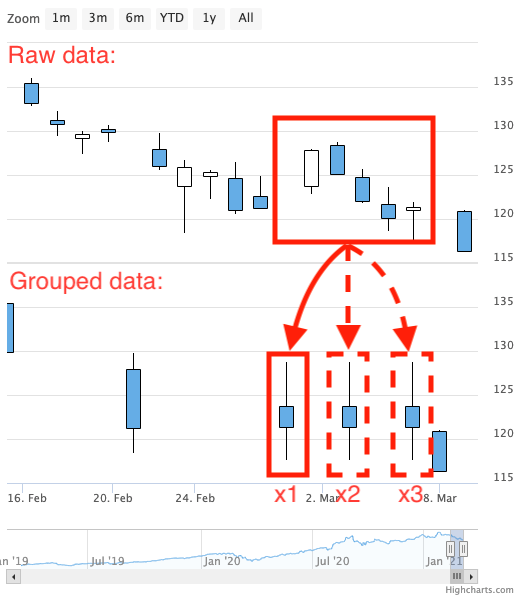 Zoom 1m 3m 6m YTD 1y All
Raw data:
135
130
125
120
115
Grouped data:
130
125
120
115
16. Feb 20. Feb 24. Feb 2. Mar 8. Mar
x1 x2 x3
an '19 Jul '19 Jan '20 Jul '20 Jan '21
Highcharts.com